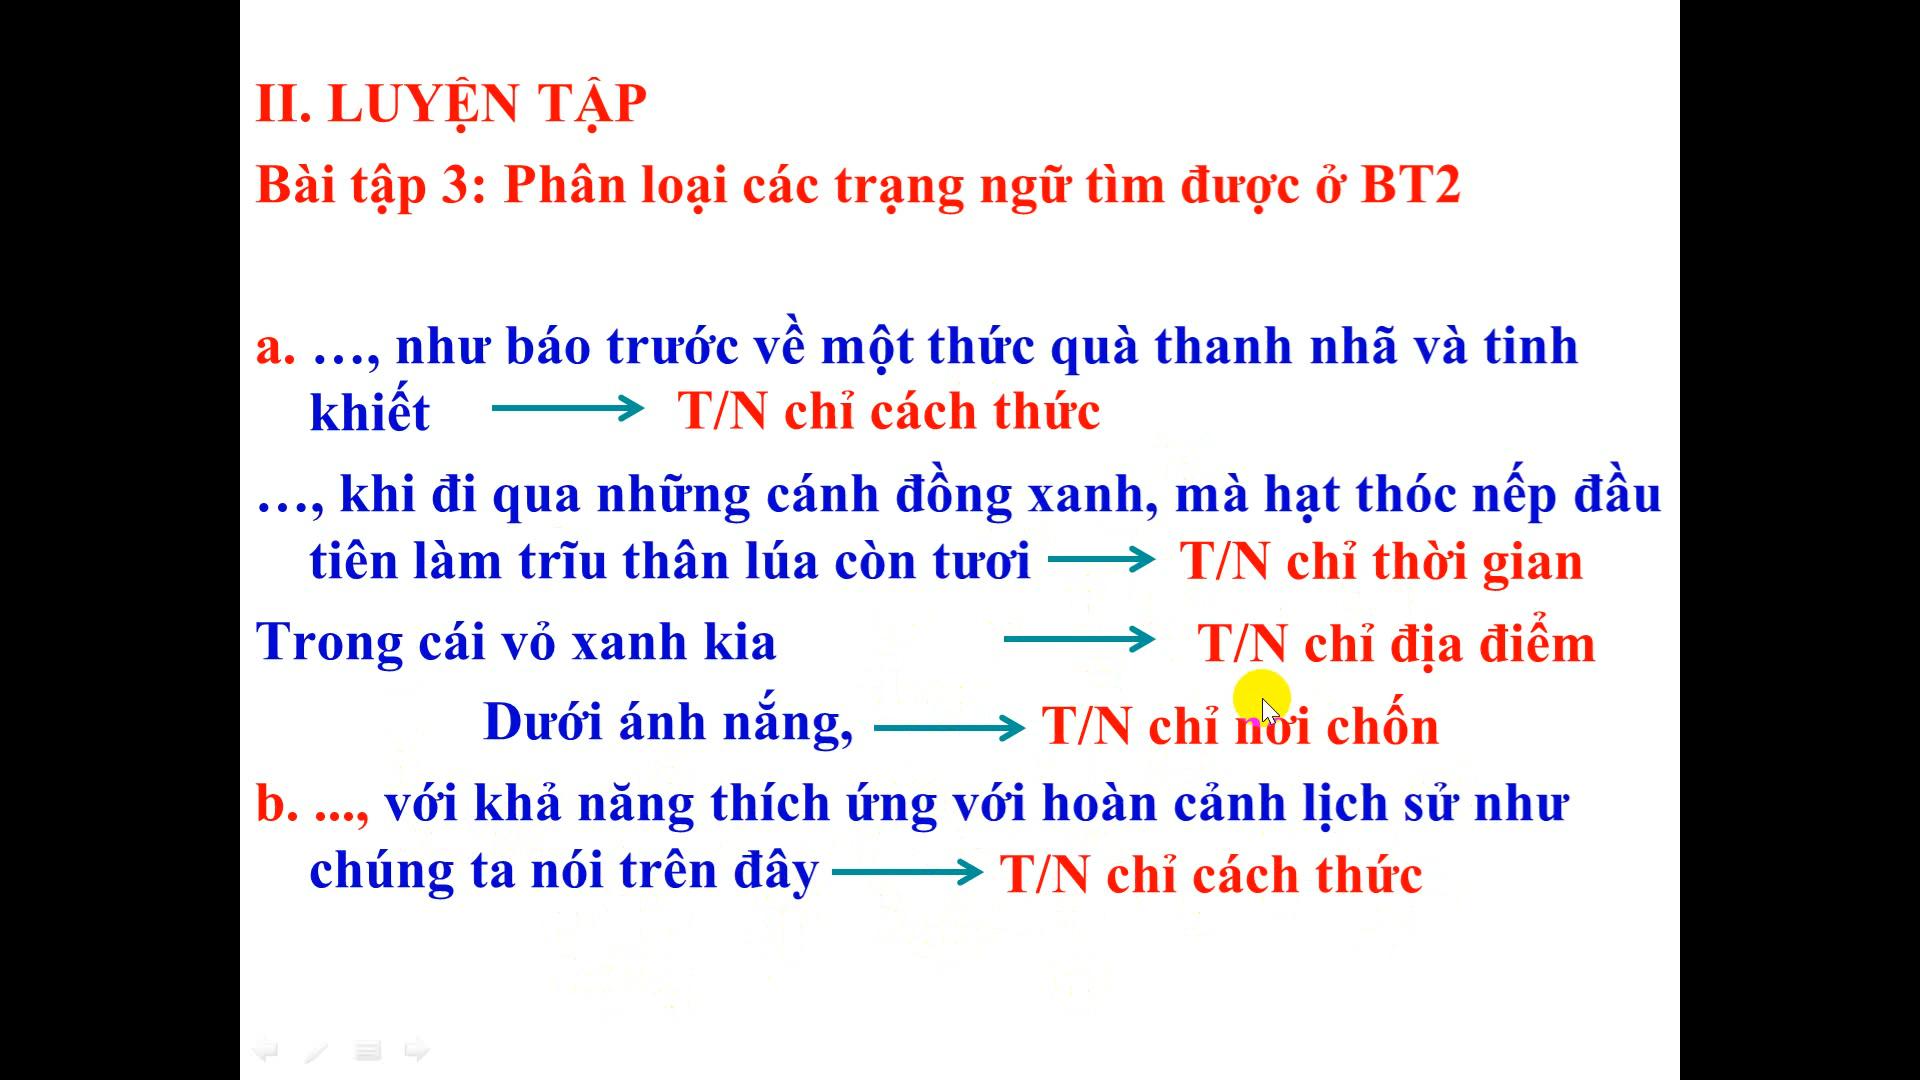 II. LUYỆN TẬP
Bài tập 3: Phân loại các trạng ngữ tìm được ở BT2
a. …, như báo trước về một thức quà thanh nhã và tinh
khiết T/N chỉ cách thức
…, khi đi qua những cánh đồng xanh, mà hạt thóc nếp đầu
tiên làm trĩu thân lúa còn tươi T/N chỉ thời gian
Trong cái vỏ xanh kia T/N chỉ địa điểm
Dưới ánh nắng, T/N chỉ nơi chốn
b. ..., với khả năng thích ứng với hoàn cảnh lịch sử như
chúng ta nói trên đây T/N chỉ cách thức